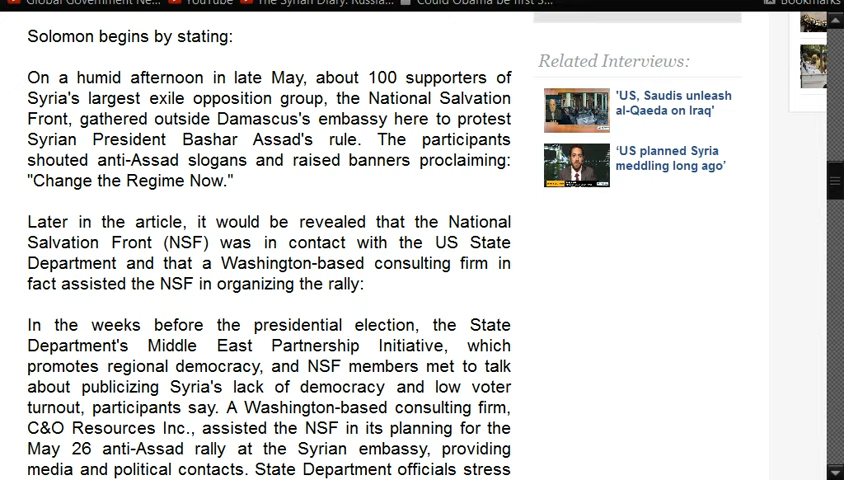 Global Government Ne...
YouTube
The Syrian Diary: Russia...
Could Obama be first S...
Bookmarks
Solomon begins by stating:
On a humid afternoon in late May, about 100 supporters of
Syria's largest exile opposition group, the National Salvation
Front, gathered outside Damascus's embassy here to protest
Syrian President Bashar Assad's rule. The participants
shouted anti-Assad slogans and raised banners proclaiming:
"Change the Regime Now."
Later in the article, it would be revealed that the National
Salvation Front (NSF) was in contact with the US State
Department and that a Washington-based consulting firm in
fact assisted the NSF in organizing the rally:
In the weeks before the presidential election, the State
Department's Middle East Partnership Initiative, which
promotes regional democracy, and NSF members met to talk
about publicizing Syria's lack of democracy and low voter
turnout, participants say. A Washington-based consulting firm,
C&O Resources Inc., assisted the NSF in its planning for the
May 26 anti-Assad rally at the Syrian embassy, providing
media and political contacts. State Department officials stress
Related Interviews:
'US, Saudis unleash
al-Qaeda on Iraq'
‘US planned Syria
meddling long ago’